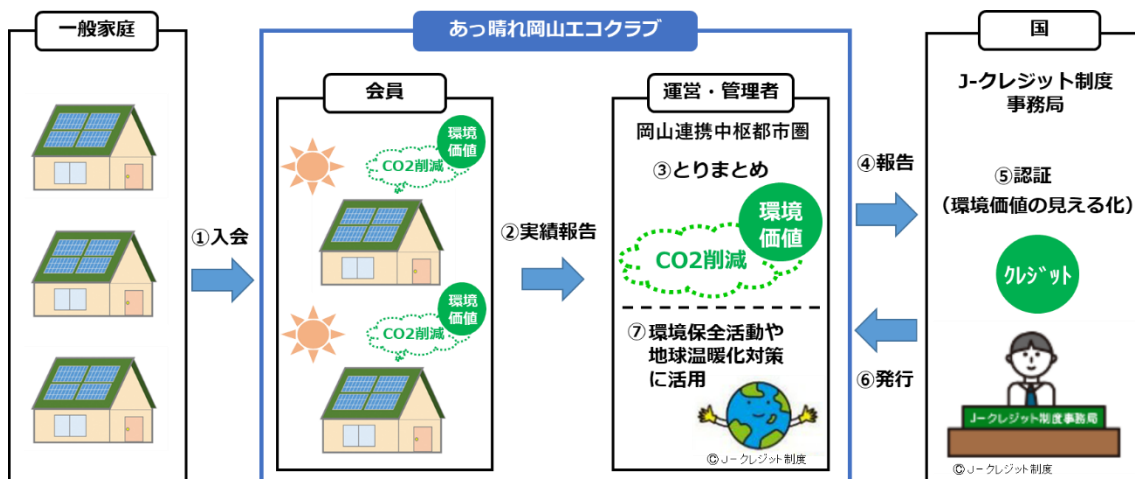 一般家庭
①入会
あっ晴れ岡山エコクラブ
会員
環境
価値
CO2削減
環境
価値
CO2削減
②実績報告
運営・管理者
岡山連携中枢都市圏
③とりまとめ
環境
価値
CO2削減
⑦環境保全活動や
地球温暖化対策
に活用
©J-クレジット制度
④報告
⑥発行
国
J-クレジット制度
事務局
⑤認証
(環境価値の見える化)
クレジット
J-クレジット制度事務局
©J-クレジット制度